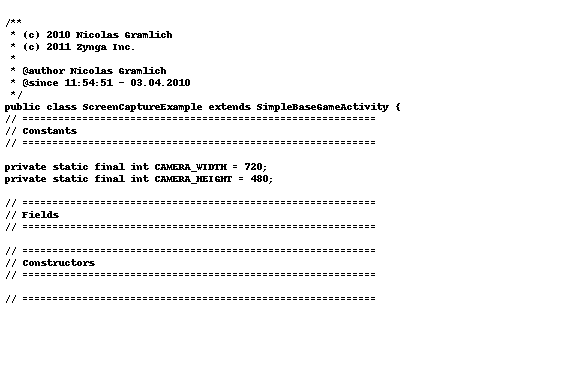 /**
 * (c) 2010 Nicolas Gramlich
 * (c) 2011 Zynga Inc.
 *
 * @author Nicolas Gramlich
 * @since 11:54:51 - 03.04.2010
 */
public class ScreenCaptureExample extends SimpleBaseGameActivity {
// ===========================================================
// Constants
// ===========================================================

private static final int CAMERA_WIDTH = 720;
private static final int CAMERA_HEIGHT = 480;

// ===========================================================
// Fields
// ===========================================================

// ===========================================================
// Constructors
// ===========================================================

// ===========================================================